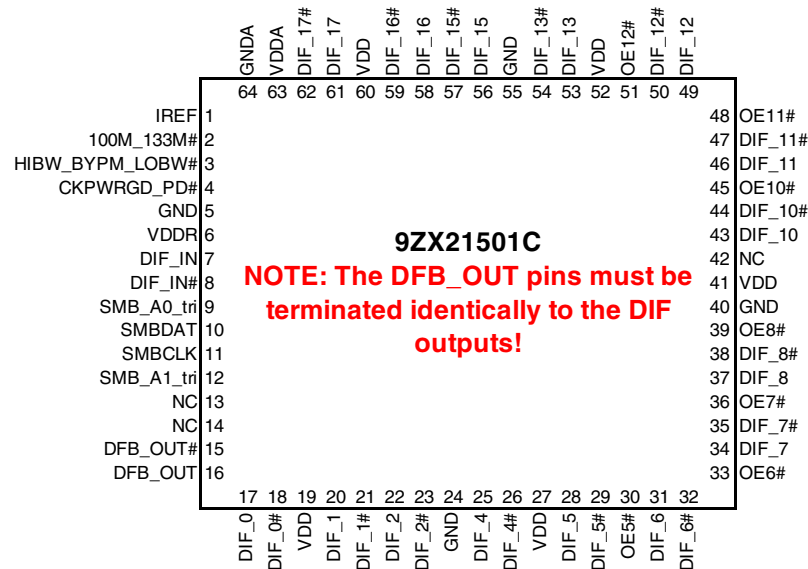 GNDA
VDDA
DIF_17#
DIF_17
VDD
DIF_16#
DIF_16
DIF_15#
DIF_15
GND
DIF_13#
DIF_13
VDD
OE12#
DIF_12#
DIF_12
64 63 62 61 60 59 58 57 56 55 54 53 52 51 50 49
IREF 1
100M_133M# 2
HIBW_BYPM_LOBW# 3
CKPWRGD_PD# 4
GND 5
VDDR 6
DIF_IN 7
DIF_IN# 8
SMB_A0_tri 9
SMBDAT 10
SMBCLK 11
SMB_A1_tri 12
NC 13
NC 14
DFB_OUT# 15
DFB_OUT 16
9ZX21501C
NOTE: The DFB_OUT pins must be
terminated identically to the DIF
outputs!
48 OE11#
47 DIF_11#
46 DIF_11
45 OE10#
44 DIF_10#
43 DIF_10
42 NC
41 VDD
40 GND
39 OE8#
38 DIF_8#
37 DIF_8
36 OE7#
35 DIF_7#
34 DIF_7
33 OE6#
17 18 19 20 21 22 23 24 25 26 27 28 29 30 31 32
DIF_0
DIF_0#
VDD
DIF_1
DIF_1#
DIF_2
DIF_2#
GND
DIF_4
DIF_4#
VDD
DIF_5
DIF_5#
OE5#
DIF_6
DIF_6#